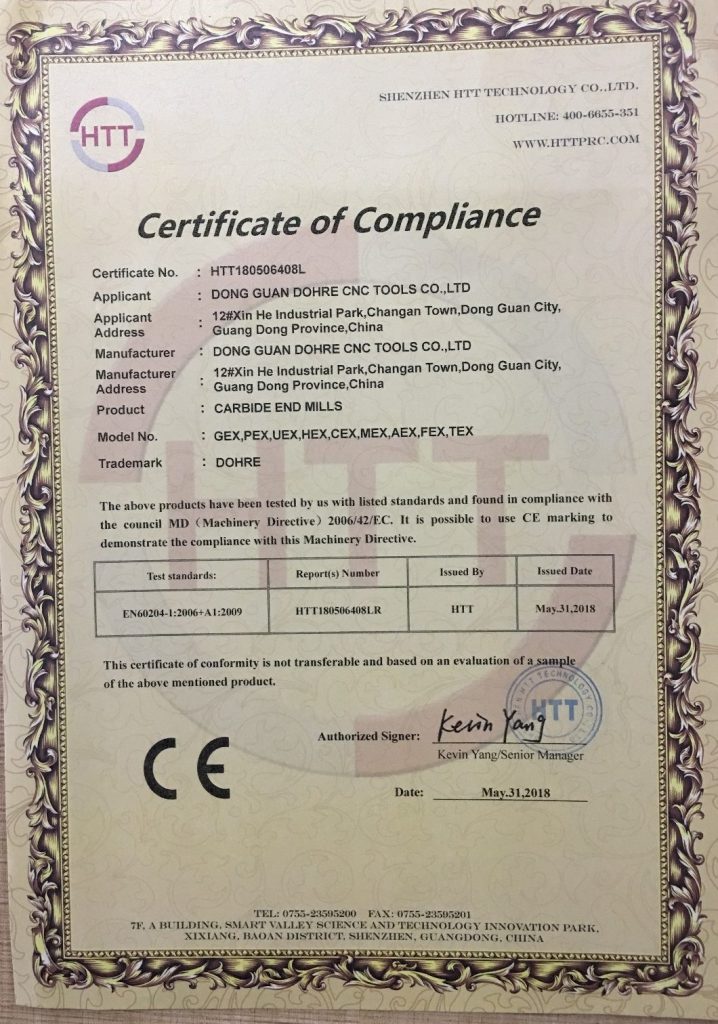 HTT
SHENZHEN HTT TECHNOLOGY CO.,LTD.
HOTLINE: 400-6655-351
WWW.HTTPRC.COM
Certificate of Compliance
Certificate No. : HTT180506408L
Applicant : DONG GUAN DOHRE CNC TOOLS CO.,LTD
Applicant Address : 12#Xin He Industrial Park,Changan Town,Dong Guan City,
Guang Dong Province,China
Manufacturer : DONG GUAN DOHRE CNC TOOLS CO.,LTD
Manufacturer Address : 12#Xin He Industrial Park,Changan Town,Dong Guan City,
Guang Dong Province,China
Product : CARBIDE END MILLS
Model No. : GEX,PEX,UEX,HEX,CEX,MEX,AEX,FEX,TEX
Trademark : DOHRE
The above products have been tested by us with listed standards and found in compliance with
the council MD（Machinery Directive）2006/42/EC. It is possible to use CE marking to
demonstrate the compliance with this Machinery Directive.
Test standards: Report(s) Number Issued By Issued Date
EN60204-1:2006+A1:2009 HTT180506408LR HTT May.31,2018
This certificate of conformity is not transferable and based on an evaluation of a sample
of the above mentioned product.
HTT
Authorized Signer: Kevin Yang
Kevin Yang/Senior Manager
CE
Date: May.31,2018
TEL: 0755-23595200 FAX: 0755-23595201
7F, A BUILDING, SMART VALLEY SCIENCE AND TECHNOLOGY INNOVATION PARK,
XIXIANG, BAOAN DISTRICT, SHENZHEN, GUANGDONG, CHINA